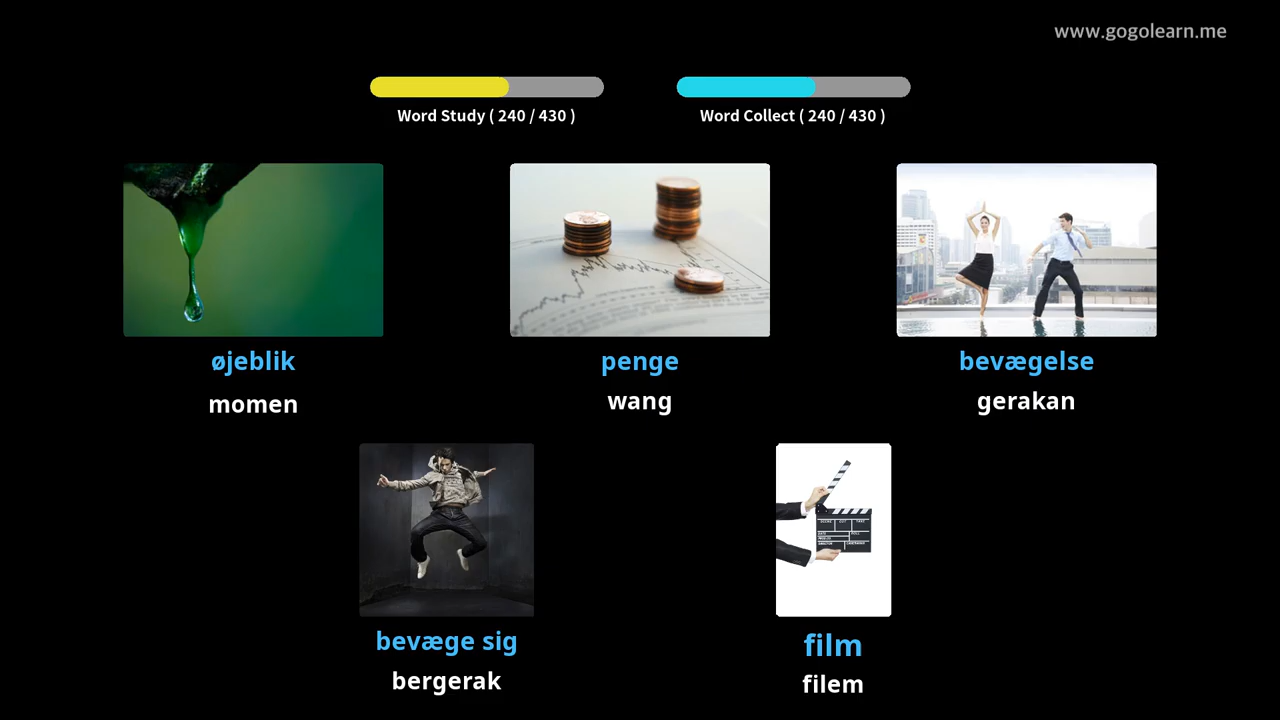 www.gogolearn.me
Word Study ( 240 / 430 )
Word Collect ( 240 / 430 )
øjeblik
momen
penge
wang
bevægelse
gerakan
bevæge sig
bergerak
film
filem